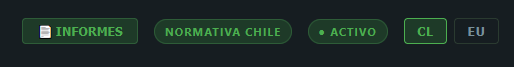 INFORMES NORMATIVA CHILE ● ACTIVO CL EU